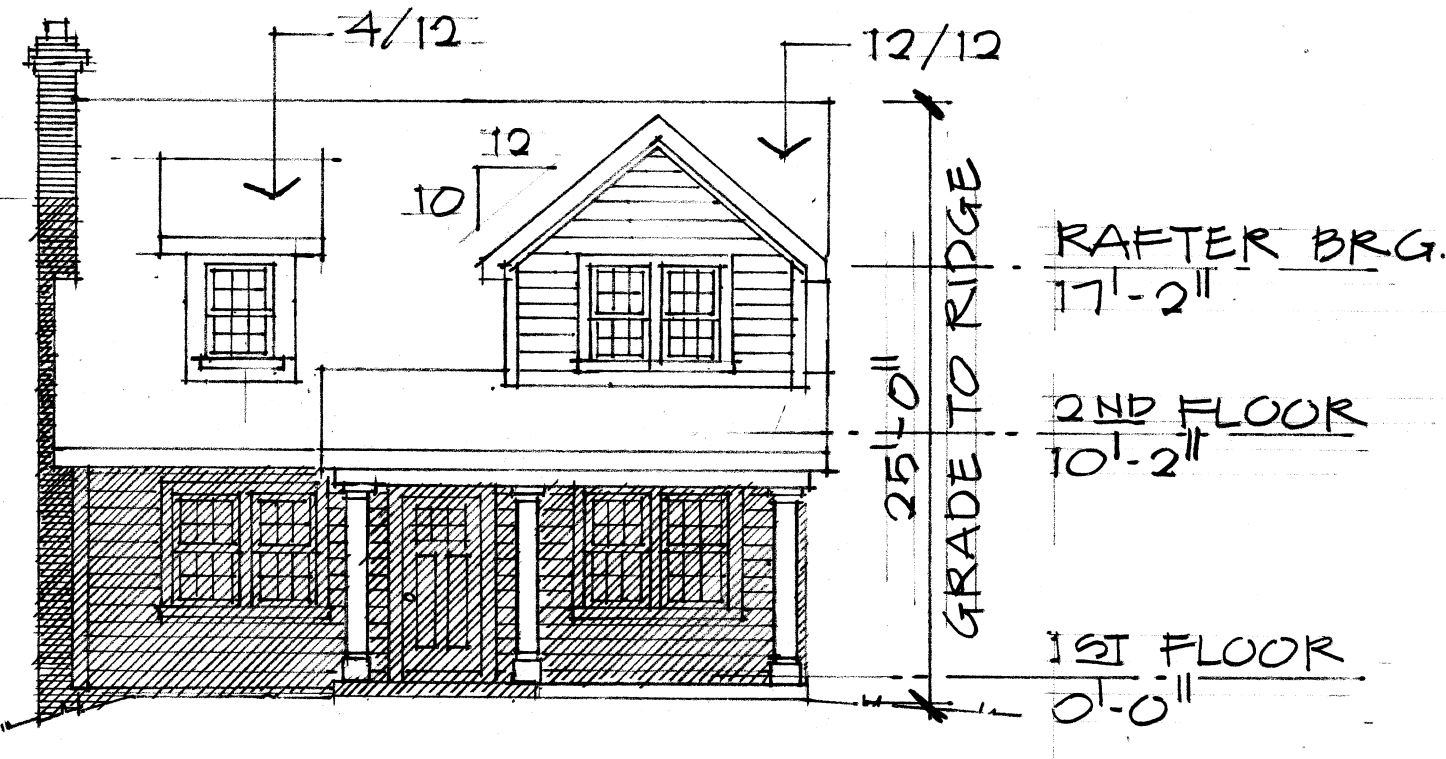 4/12
12/12
12
10
25'-0"
GRADE TO RIDGE
RAFTER BRG.
17'-2"
2ND FLOOR
10'-2"
1ST FLOOR
0'-0"